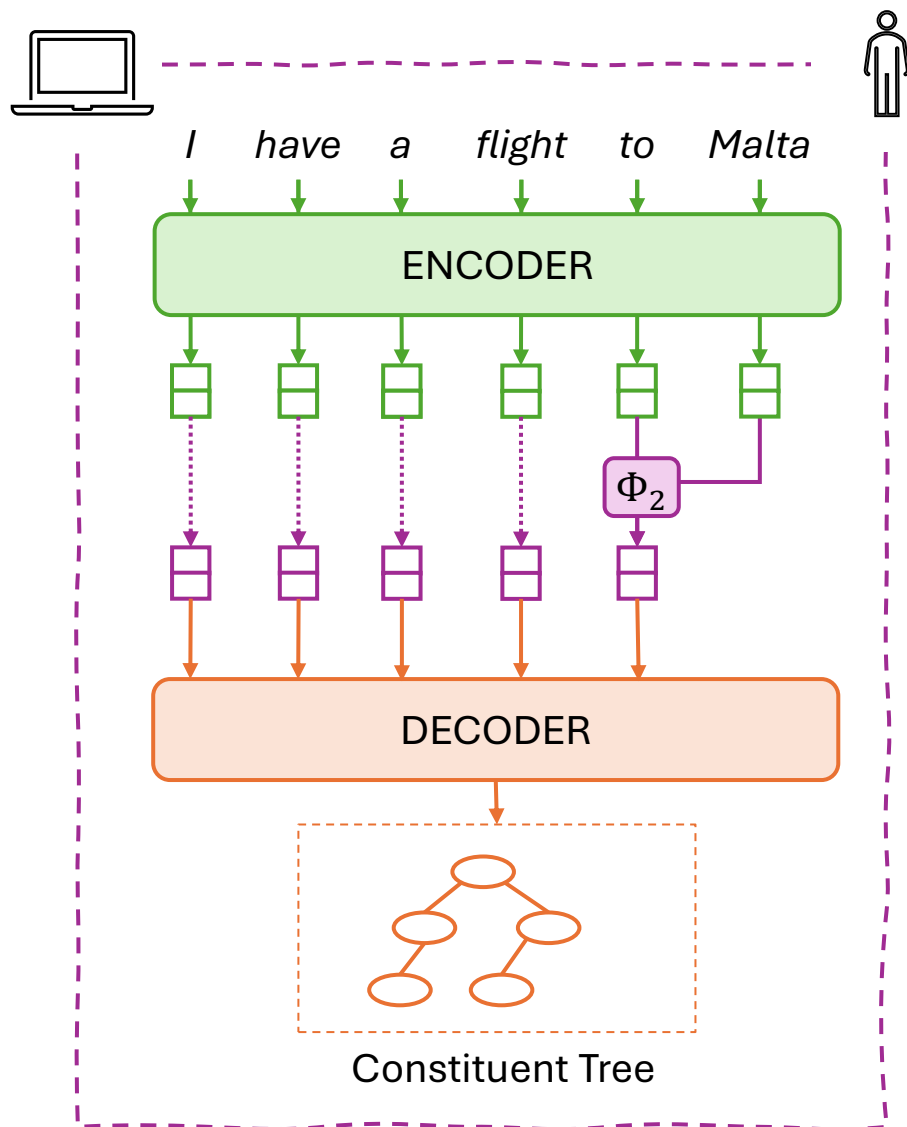 I have a flight to Malta
ENCODER
Φ₂
DECODER
Constituent Tree